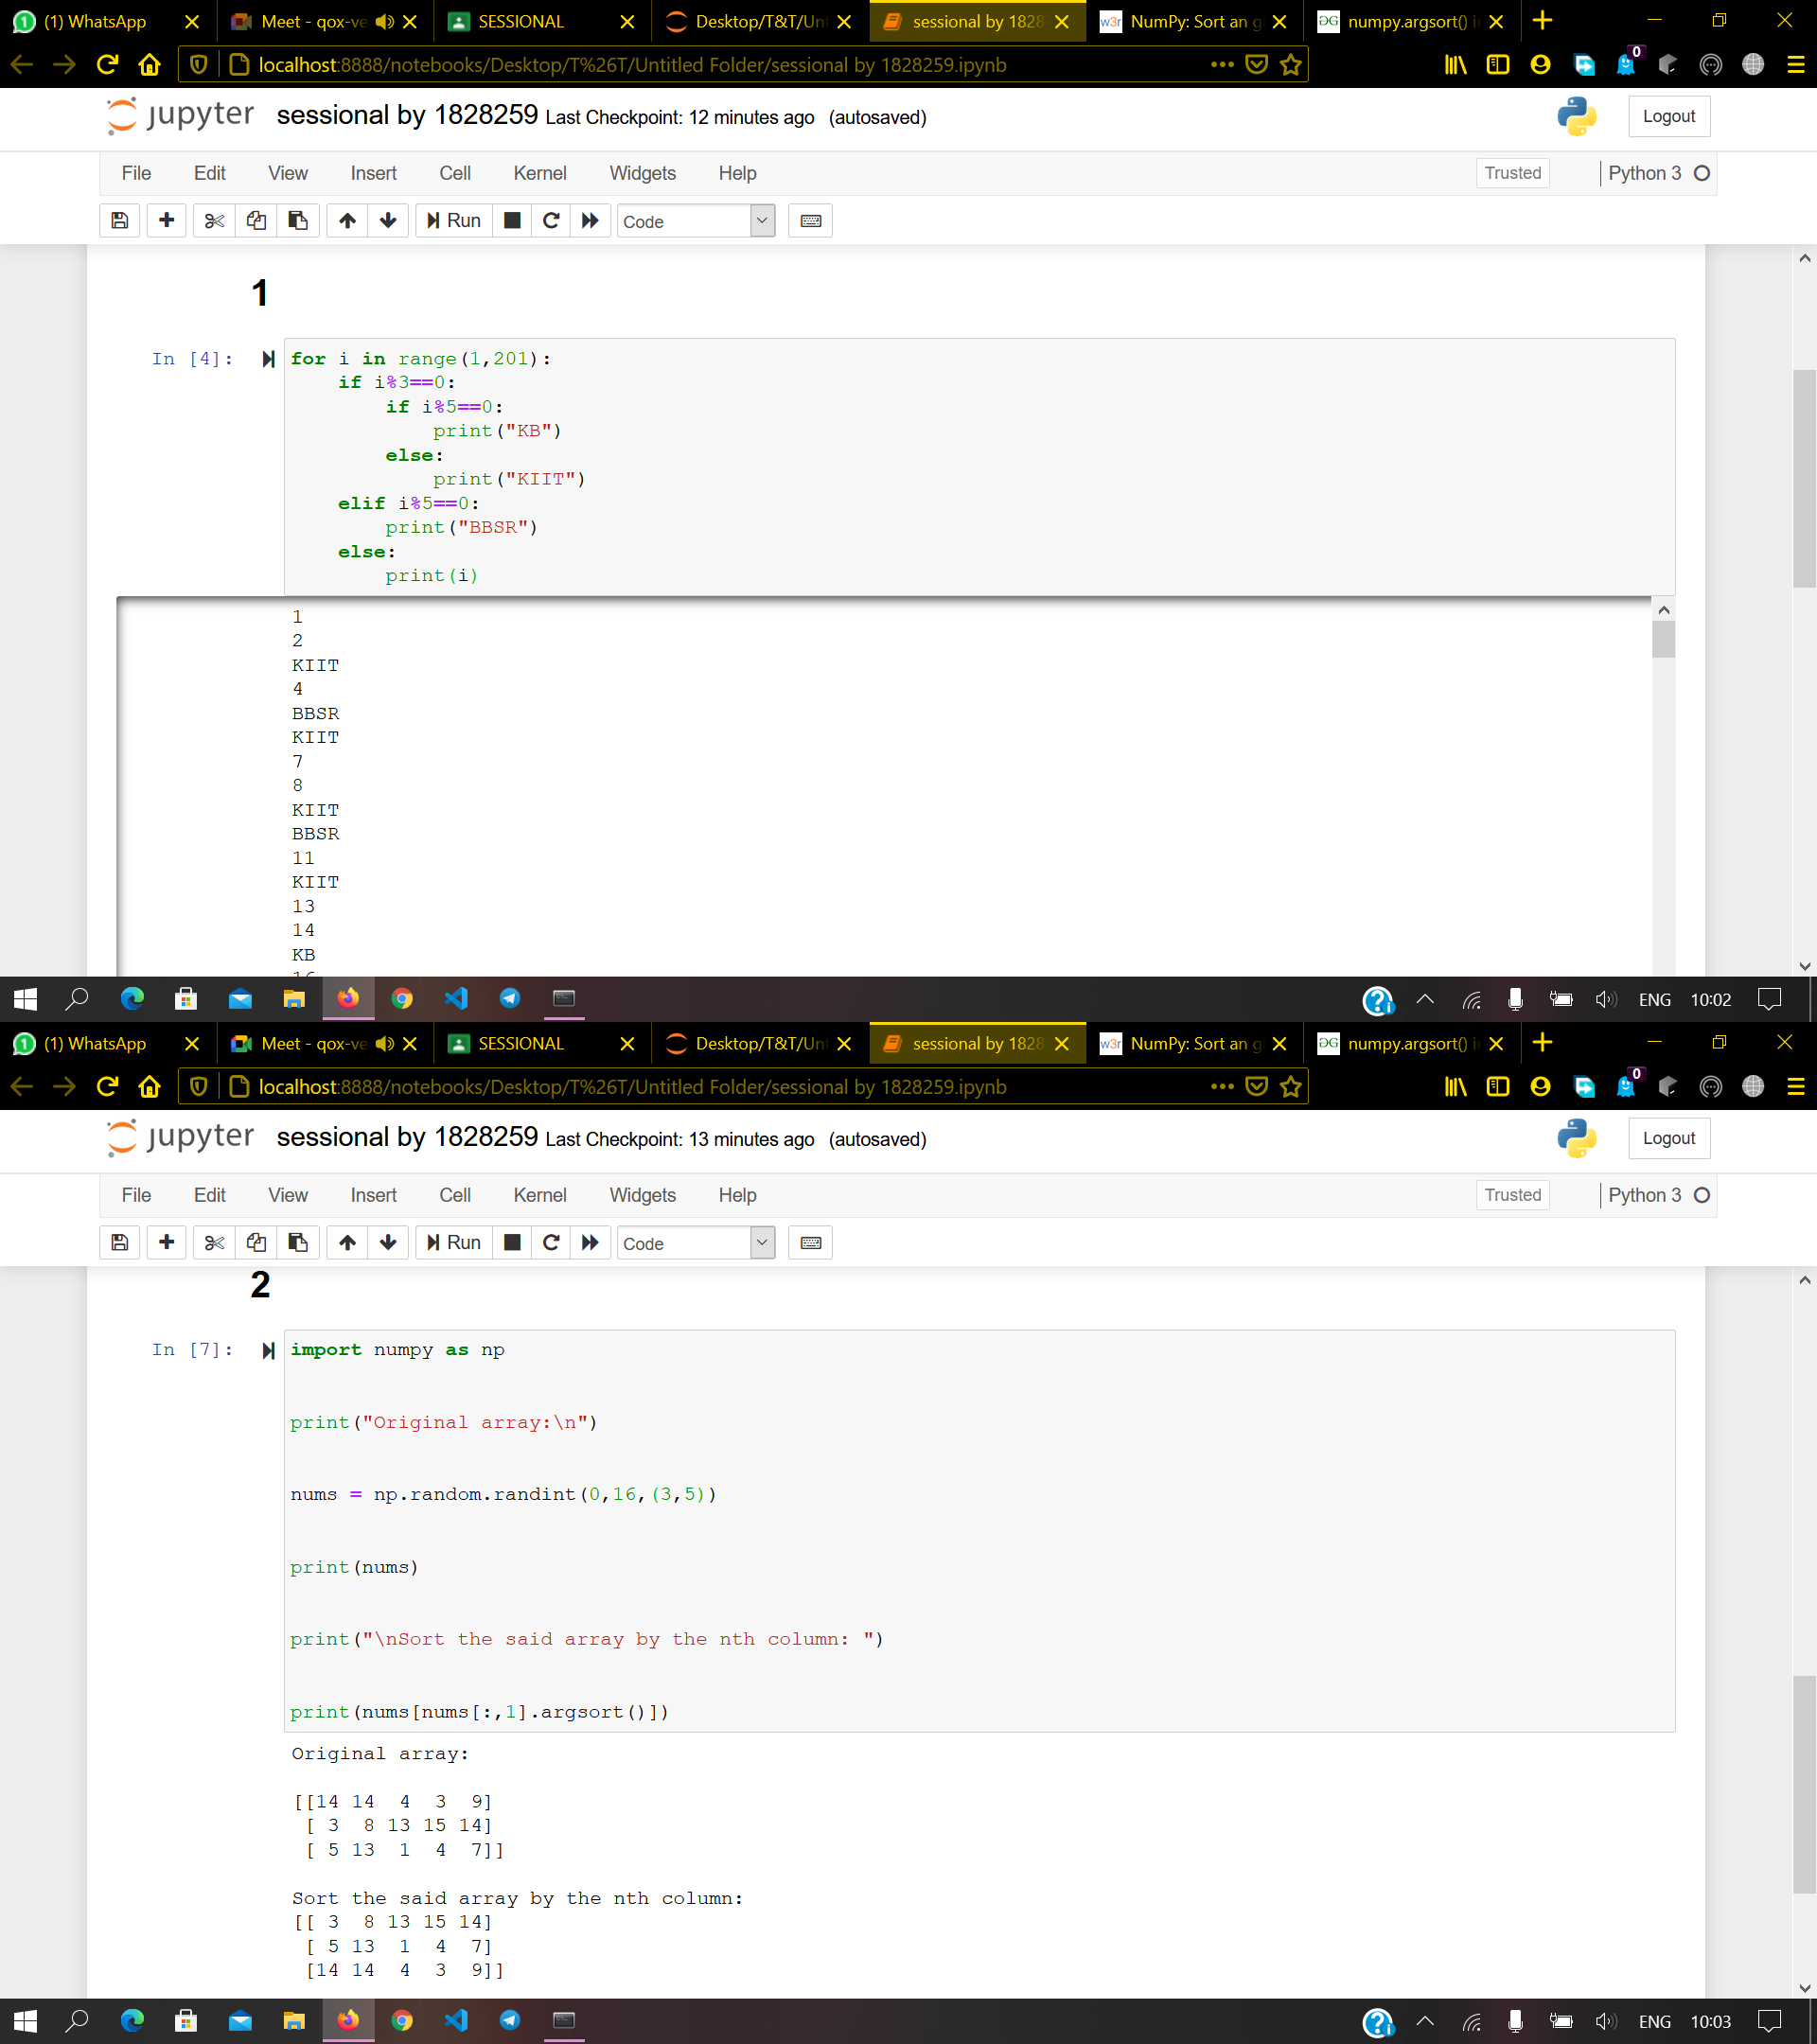 (1) WhatsApp
Meet - qox-ve
SESSIONAL
Desktop/T&T/Unt
sessional by 1828
w3r NumPy: Sort an g
numpy.argsort() i
localhost:8888/notebooks/Desktop/T%26T/Untitled Folder/sessional by 1828259.ipynb
0
jupyter sessional by 1828259 Last Checkpoint: 12 minutes ago (autosaved)
Logout
File Edit View Insert Cell Kernel Widgets Help
Trusted
Python 3
Run
Code
1
In [4]:
for i in range(1,201):
    if i%3==0:
        if i%5==0:
            print("KB")
        else:
            print("KIIT")
    elif i%5==0:
        print("BBSR")
    else:
        print(i)
1
2
KIIT
4
BBSR
KIIT
7
8
KIIT
BBSR
11
KIIT
13
14
KB
16
ENG 10:02
(1) WhatsApp
Meet - qox-ve
SESSIONAL
Desktop/T&T/Unt
sessional by 1828
w3r NumPy: Sort an g
numpy.argsort() i
localhost:8888/notebooks/Desktop/T%26T/Untitled Folder/sessional by 1828259.ipynb
0
jupyter sessional by 1828259 Last Checkpoint: 13 minutes ago (autosaved)
Logout
File Edit View Insert Cell Kernel Widgets Help
Trusted
Python 3
Run
Code
2
In [7]:
import numpy as np
print("Original array:\n")
nums = np.random.randint(0,16,(3,5))
print(nums)
print("\nSort the said array by the nth column: ")
print(nums[nums[:,1].argsort()])
Original array:
[[14 14  4  3  9]
 [ 3  8 13 15 14]
 [ 5 13  1  4  7]]
Sort the said array by the nth column:
[[ 3  8 13 15 14]
 [ 5 13  1  4  7]
 [14 14  4  3  9]]
ENG 10:03